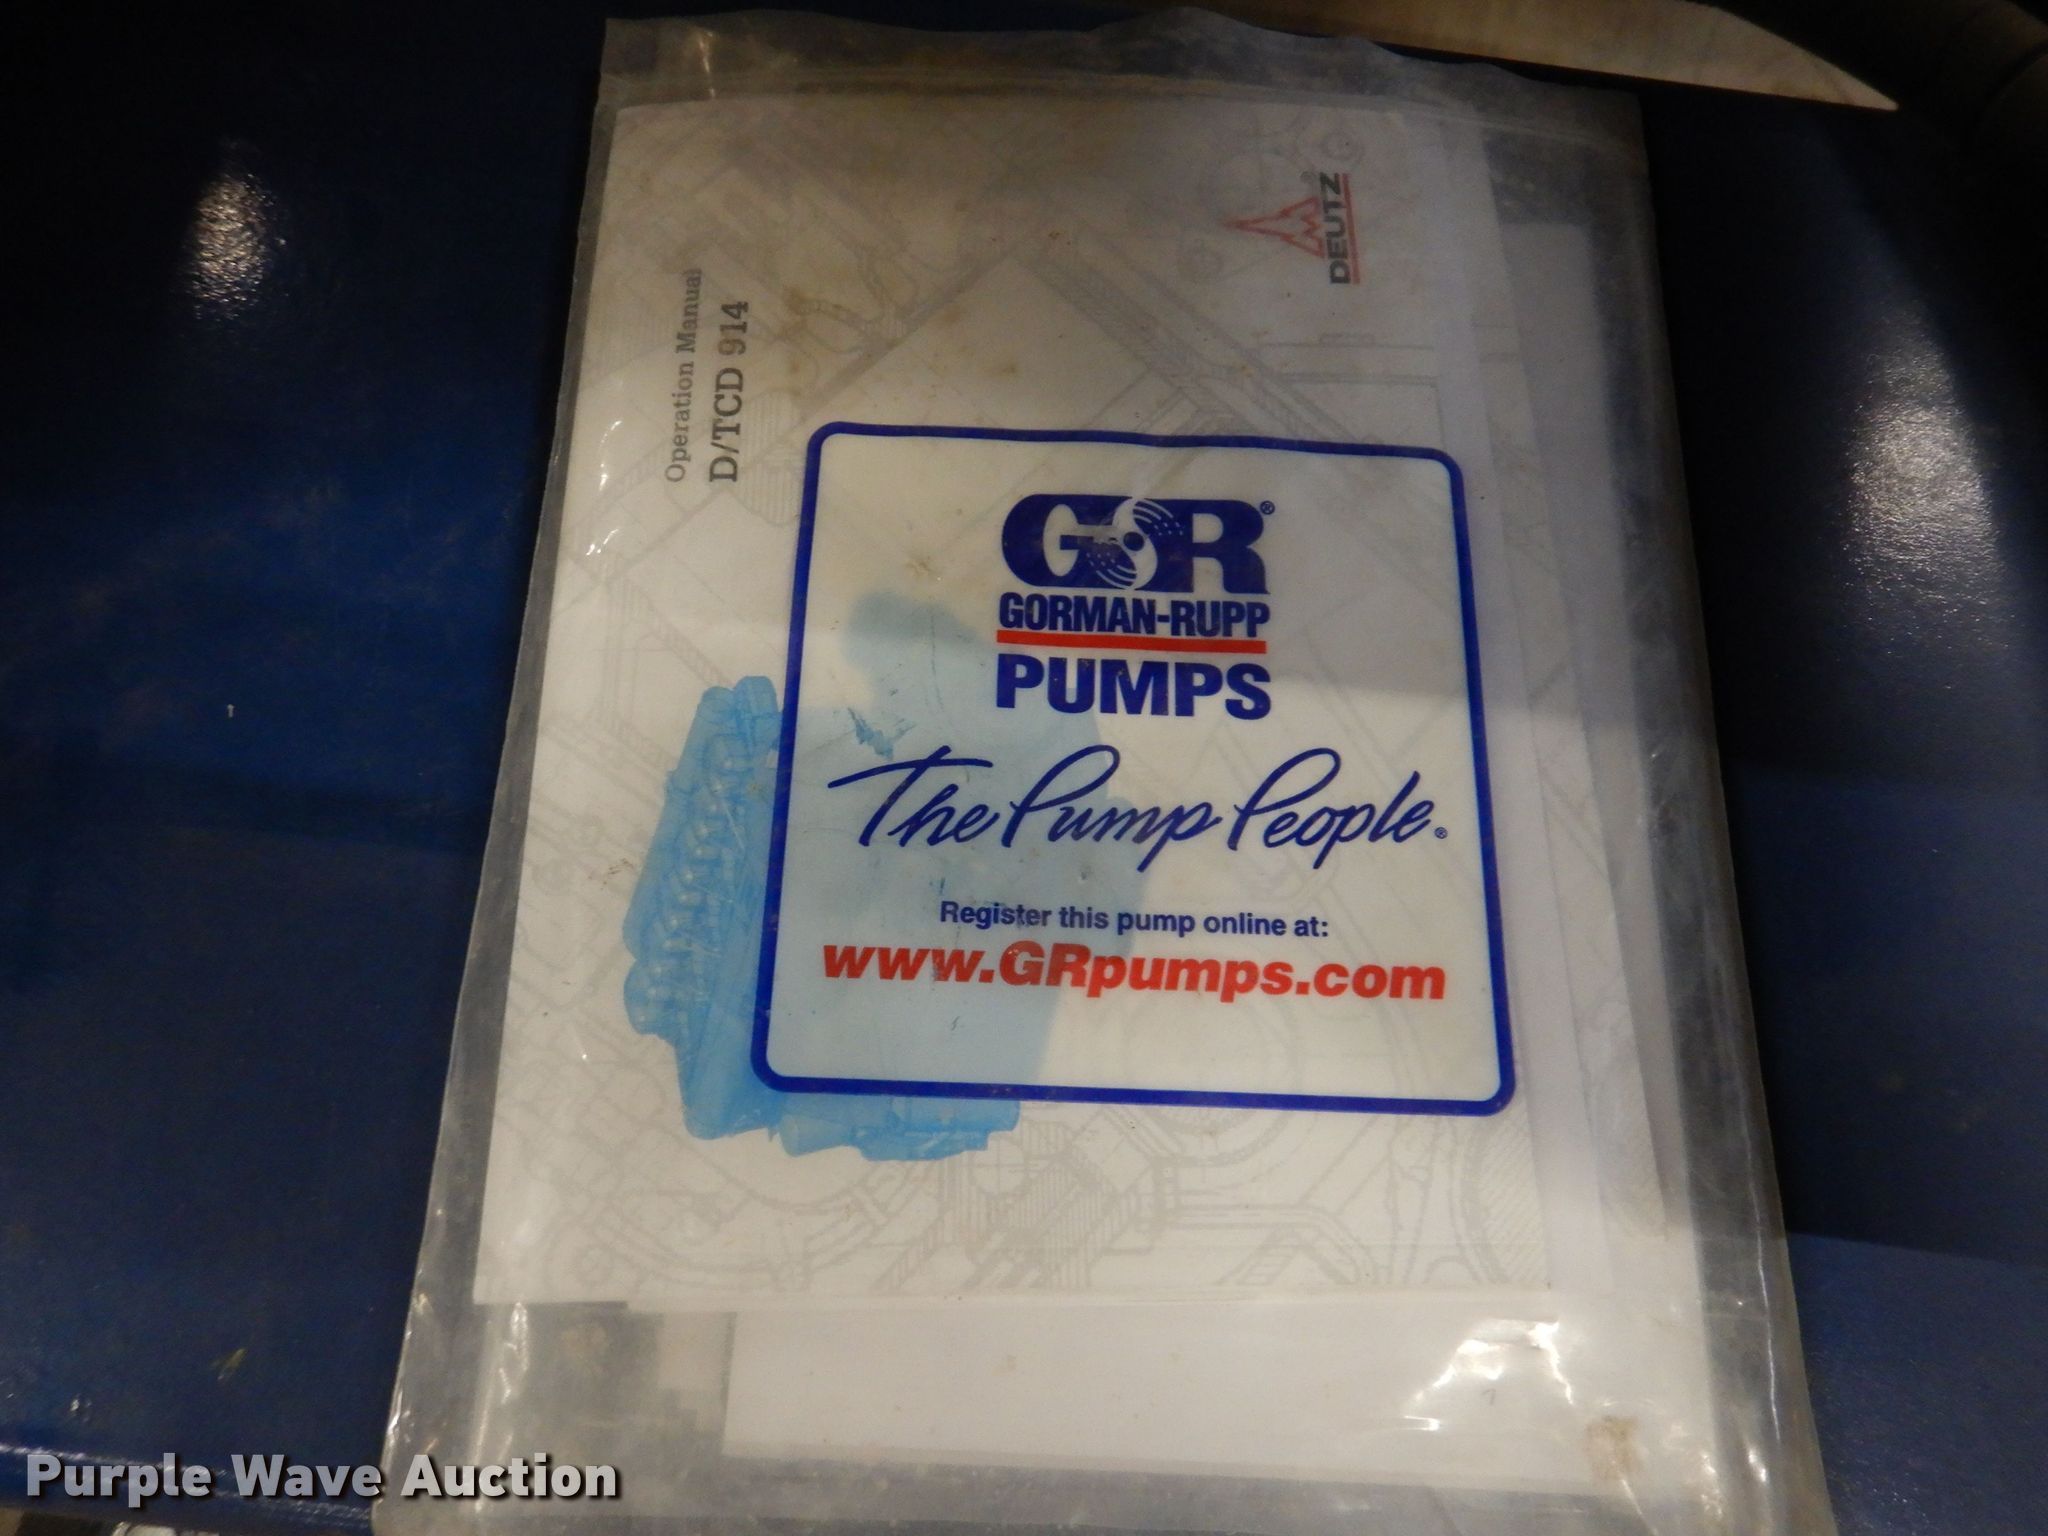 DEUTZ®
Operation Manual
D/TCD 914
GR®
GORMAN-RUPP
PUMPS
The Pump People®
Register this pump online at:
www.GRpumps.com
Purple Wave Auction